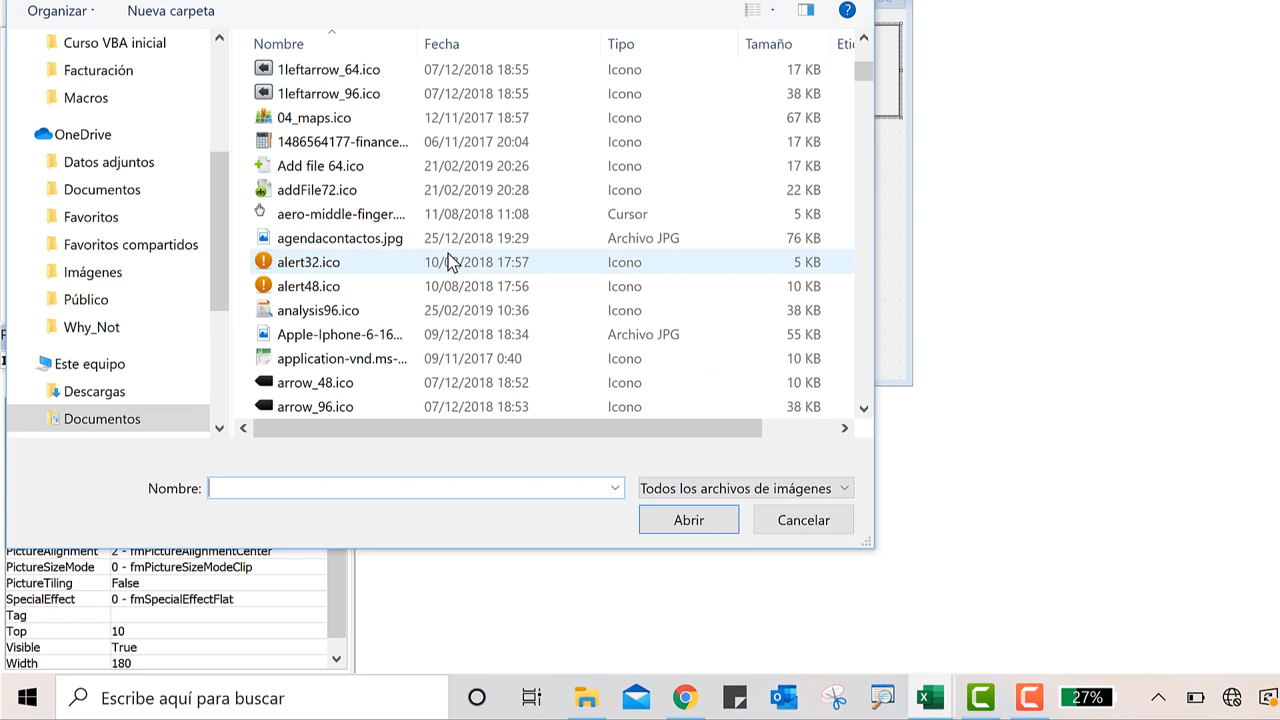 Organizar Nueva carpeta
Curso VBA inicial
Facturación
Macros
OneDrive
Datos adjuntos
Documentos
Favoritos
Favoritos compartidos
Imágenes
Público
Why_Not
Este equipo
Descargas
Documentos
Nombre Fecha Tipo Tamaño
1leftarrow_64.ico 07/12/2018 18:55 Icono 17 KB
1leftarrow_96.ico 07/12/2018 18:55 Icono 38 KB
04_maps.ico 12/11/2017 18:57 Icono 67 KB
1486564177-finance... 06/11/2017 20:04 Icono 17 KB
Add file 64.ico 21/02/2019 20:26 Icono 17 KB
addFile72.ico 21/02/2019 20:28 Icono 22 KB
aero-middle-finger.... 11/08/2018 11:08 Cursor 5 KB
agendacontactos.jpg 25/12/2018 19:29 Archivo JPG 76 KB
alert32.ico 2018 17:57 Icono 5 KB
alert48.ico 10/08/2018 17:56 Icono 10 KB
analysis96.ico 25/02/2019 10:36 Icono 38 KB
Apple-Iphone-6-16... 09/12/2018 18:34 Archivo JPG 55 KB
application-vnd.ms-... 09/11/2017 0:40 Icono 10 KB
arrow_48.ico 07/12/2018 18:52 Icono 10 KB
arrow_96.ico 07/12/2018 18:53 Icono 38 KB
Nombre: Todos los archivos de imágenes
Abrir Cancelar
PictureAlignment 2 - fmPictureAlignmentCenter
PictureSizeMode 0 - fmPictureSizeModeClip
PictureTiling False
SpecialEffect 0 - fmSpecialEffectFlat
Tag
Top 10
Visible True
Width 180
Escribe aquí para buscar 27%